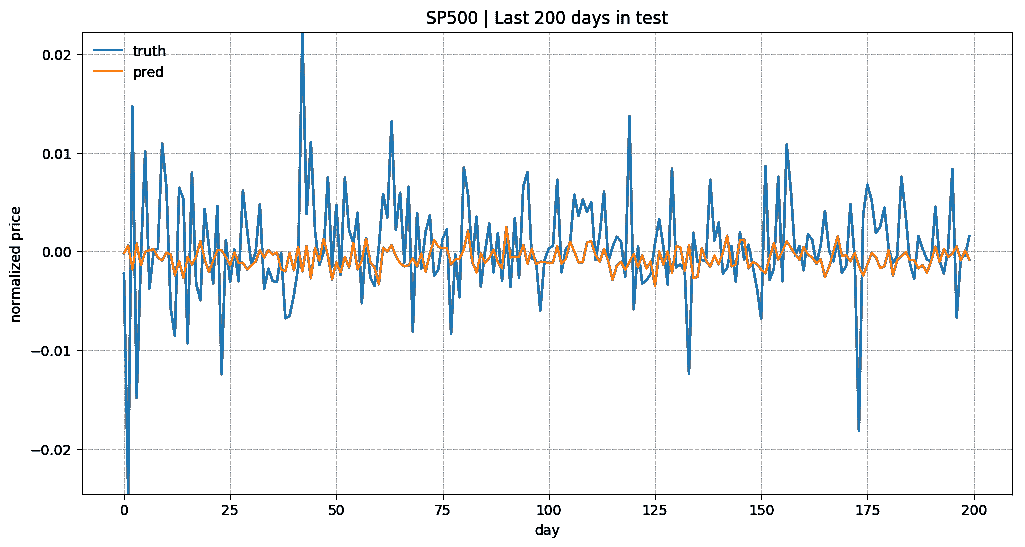 SP500 | Last 200 days in test
truth
pred
normalized price
0.02
0.01
0.00
−0.01
−0.02
0 25 50 75 100 125 150 175 200
day